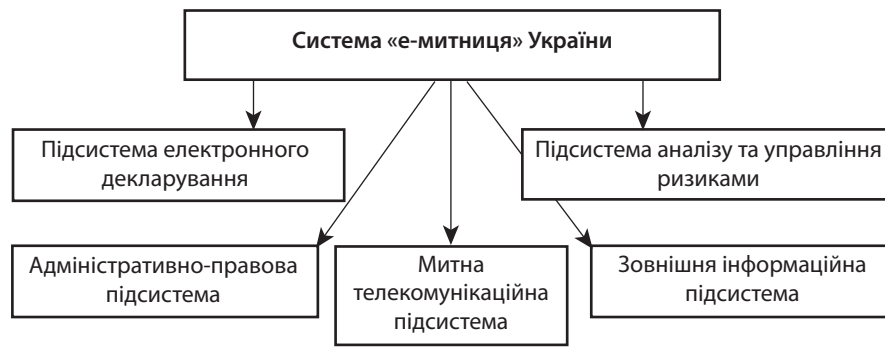 Система «е-митниця» України
Підсистема електронного
декларування
Підсистема аналізу та управління
ризиками
Адміністративно-правова
підсистема
Митна
телекомунікаційна
підсистема
Зовнішня інформаційна
підсистема